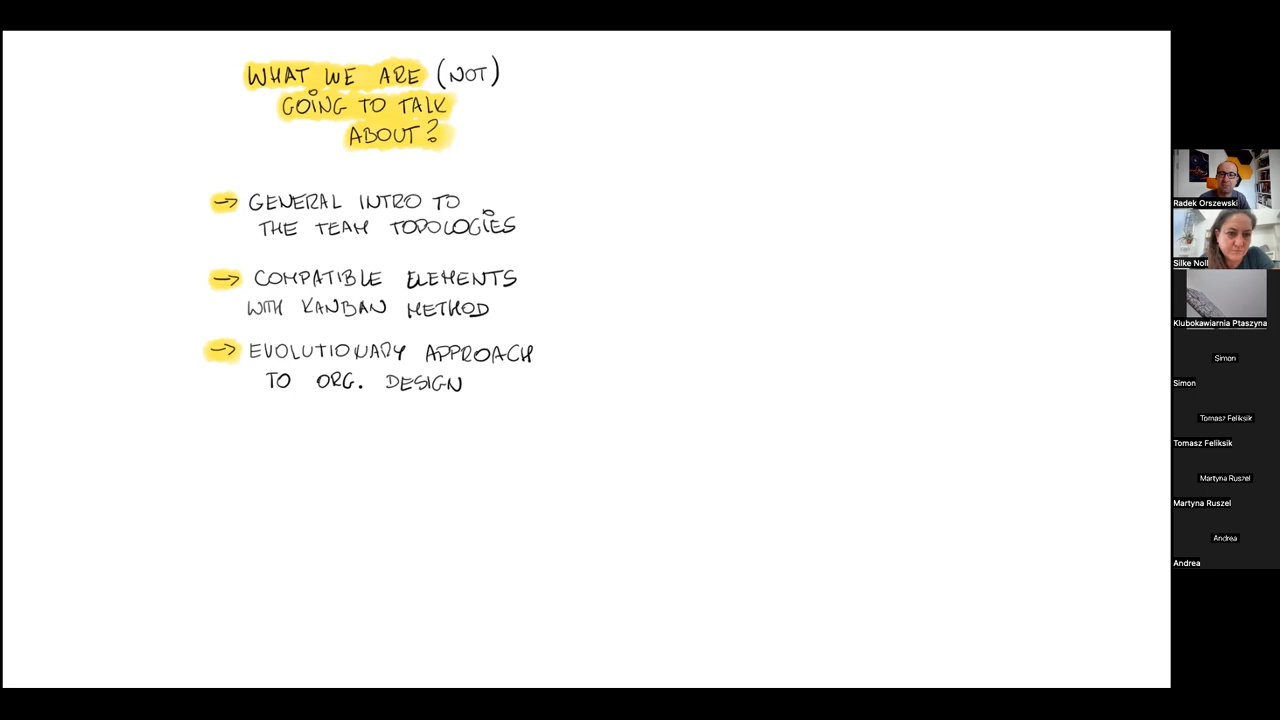 WHAT WE ARE (NOT)
GOING TO TALK
ABOUT?
→ GENERAL INTRO TO
THE TEAM TOPOLOGIES
→ COMPATIBLE ELEMENTS
WITH KANBAN METHOD
→ EVOLUTIONARY APPROACH
TO ORG. DESIGN
Radek Orszewski
Silke Noll
Klubokawiarnia Ptaszyna
Simon
Simon
Tomasz Feliksik
Tomasz Feliksik
Martyna Ruszel
Martyna Ruszel
Andrea
Andrea